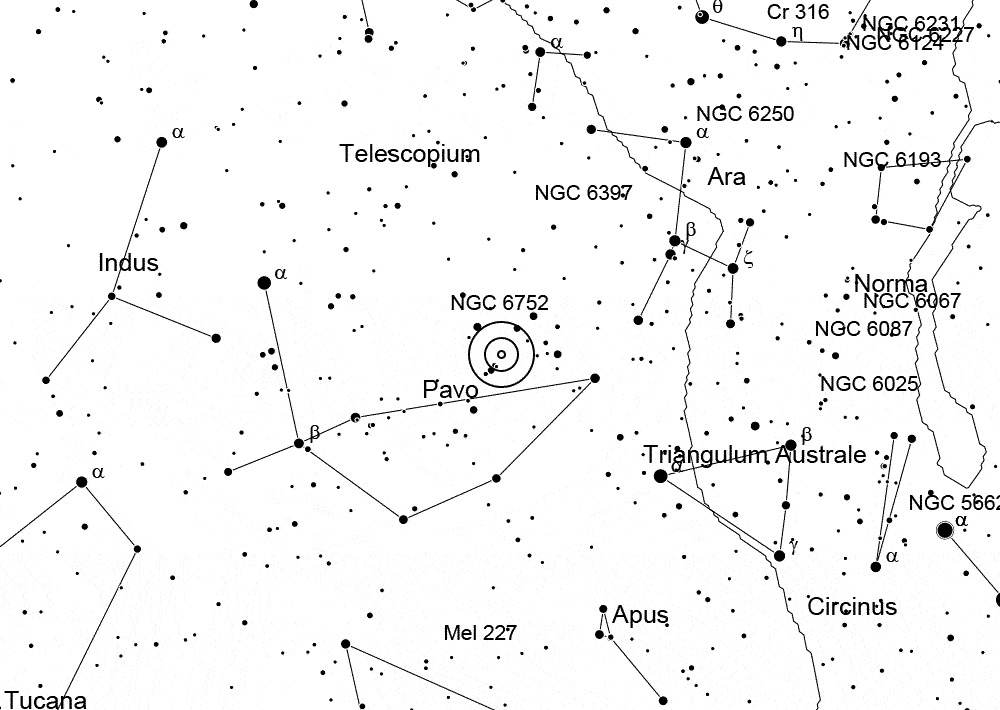 θ
Cr 316
η
NGC 6231
NGC 6227
NGC 6124
α
NGC 6250
α
α
Telescopium
NGC 6193
Ara
NGC 6397
β
γ
ζ
Indus
α
Norma
NGC 6067
NGC 6752
NGC 6087
Pavo
NGC 6025
β
β
Triangulum Australe
α
α
NGC 5662
α
γ
α
Circinus
Apus
Mel 227
Tucana